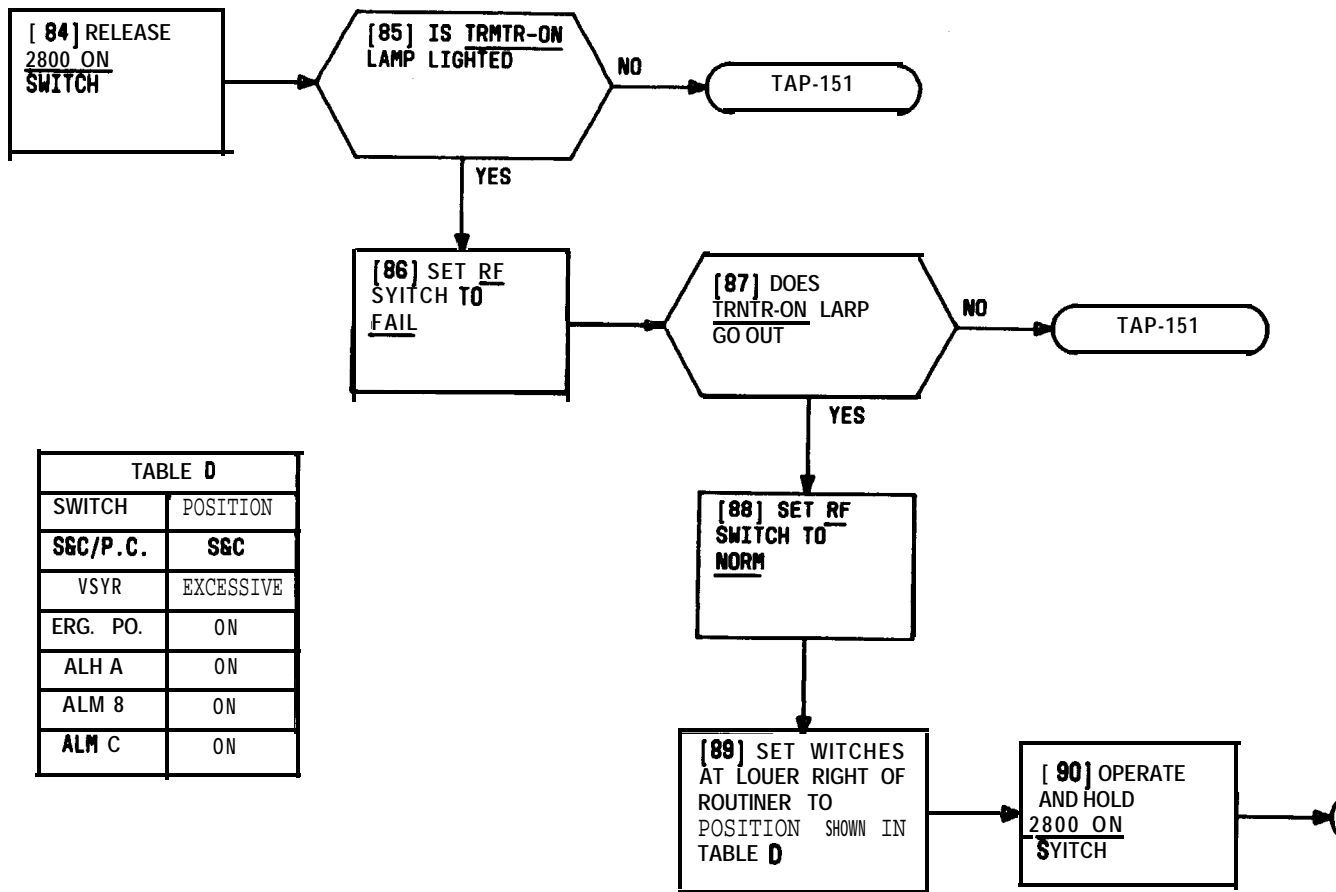 [ 84] RELEASE
2800 ON
SWITCH
[85] IS TRMTR-ON
LAMP LIGHTED
NO
TAP-151
YES
[86] SET RF
SYITCH TO
FAIL
[87] DOES
TRNTR-ON LARP
GO OUT
NO
TAP-151
YES
TABLE D
SWITCH POSITION
S&C/P.C. S&C
VSYR EXCESSIVE
ERG. PO. ON
ALH A ON
ALM 8 ON
ALM C ON
[88] SET RF
SWITCH TO
NORM
[89] SET WITCHES
AT LOUER RIGHT OF
ROUTINER TO
POSITION SHOWN IN
TABLE D
[ 90] OPERATE
AND HOLD
2800 ON
SYITCH